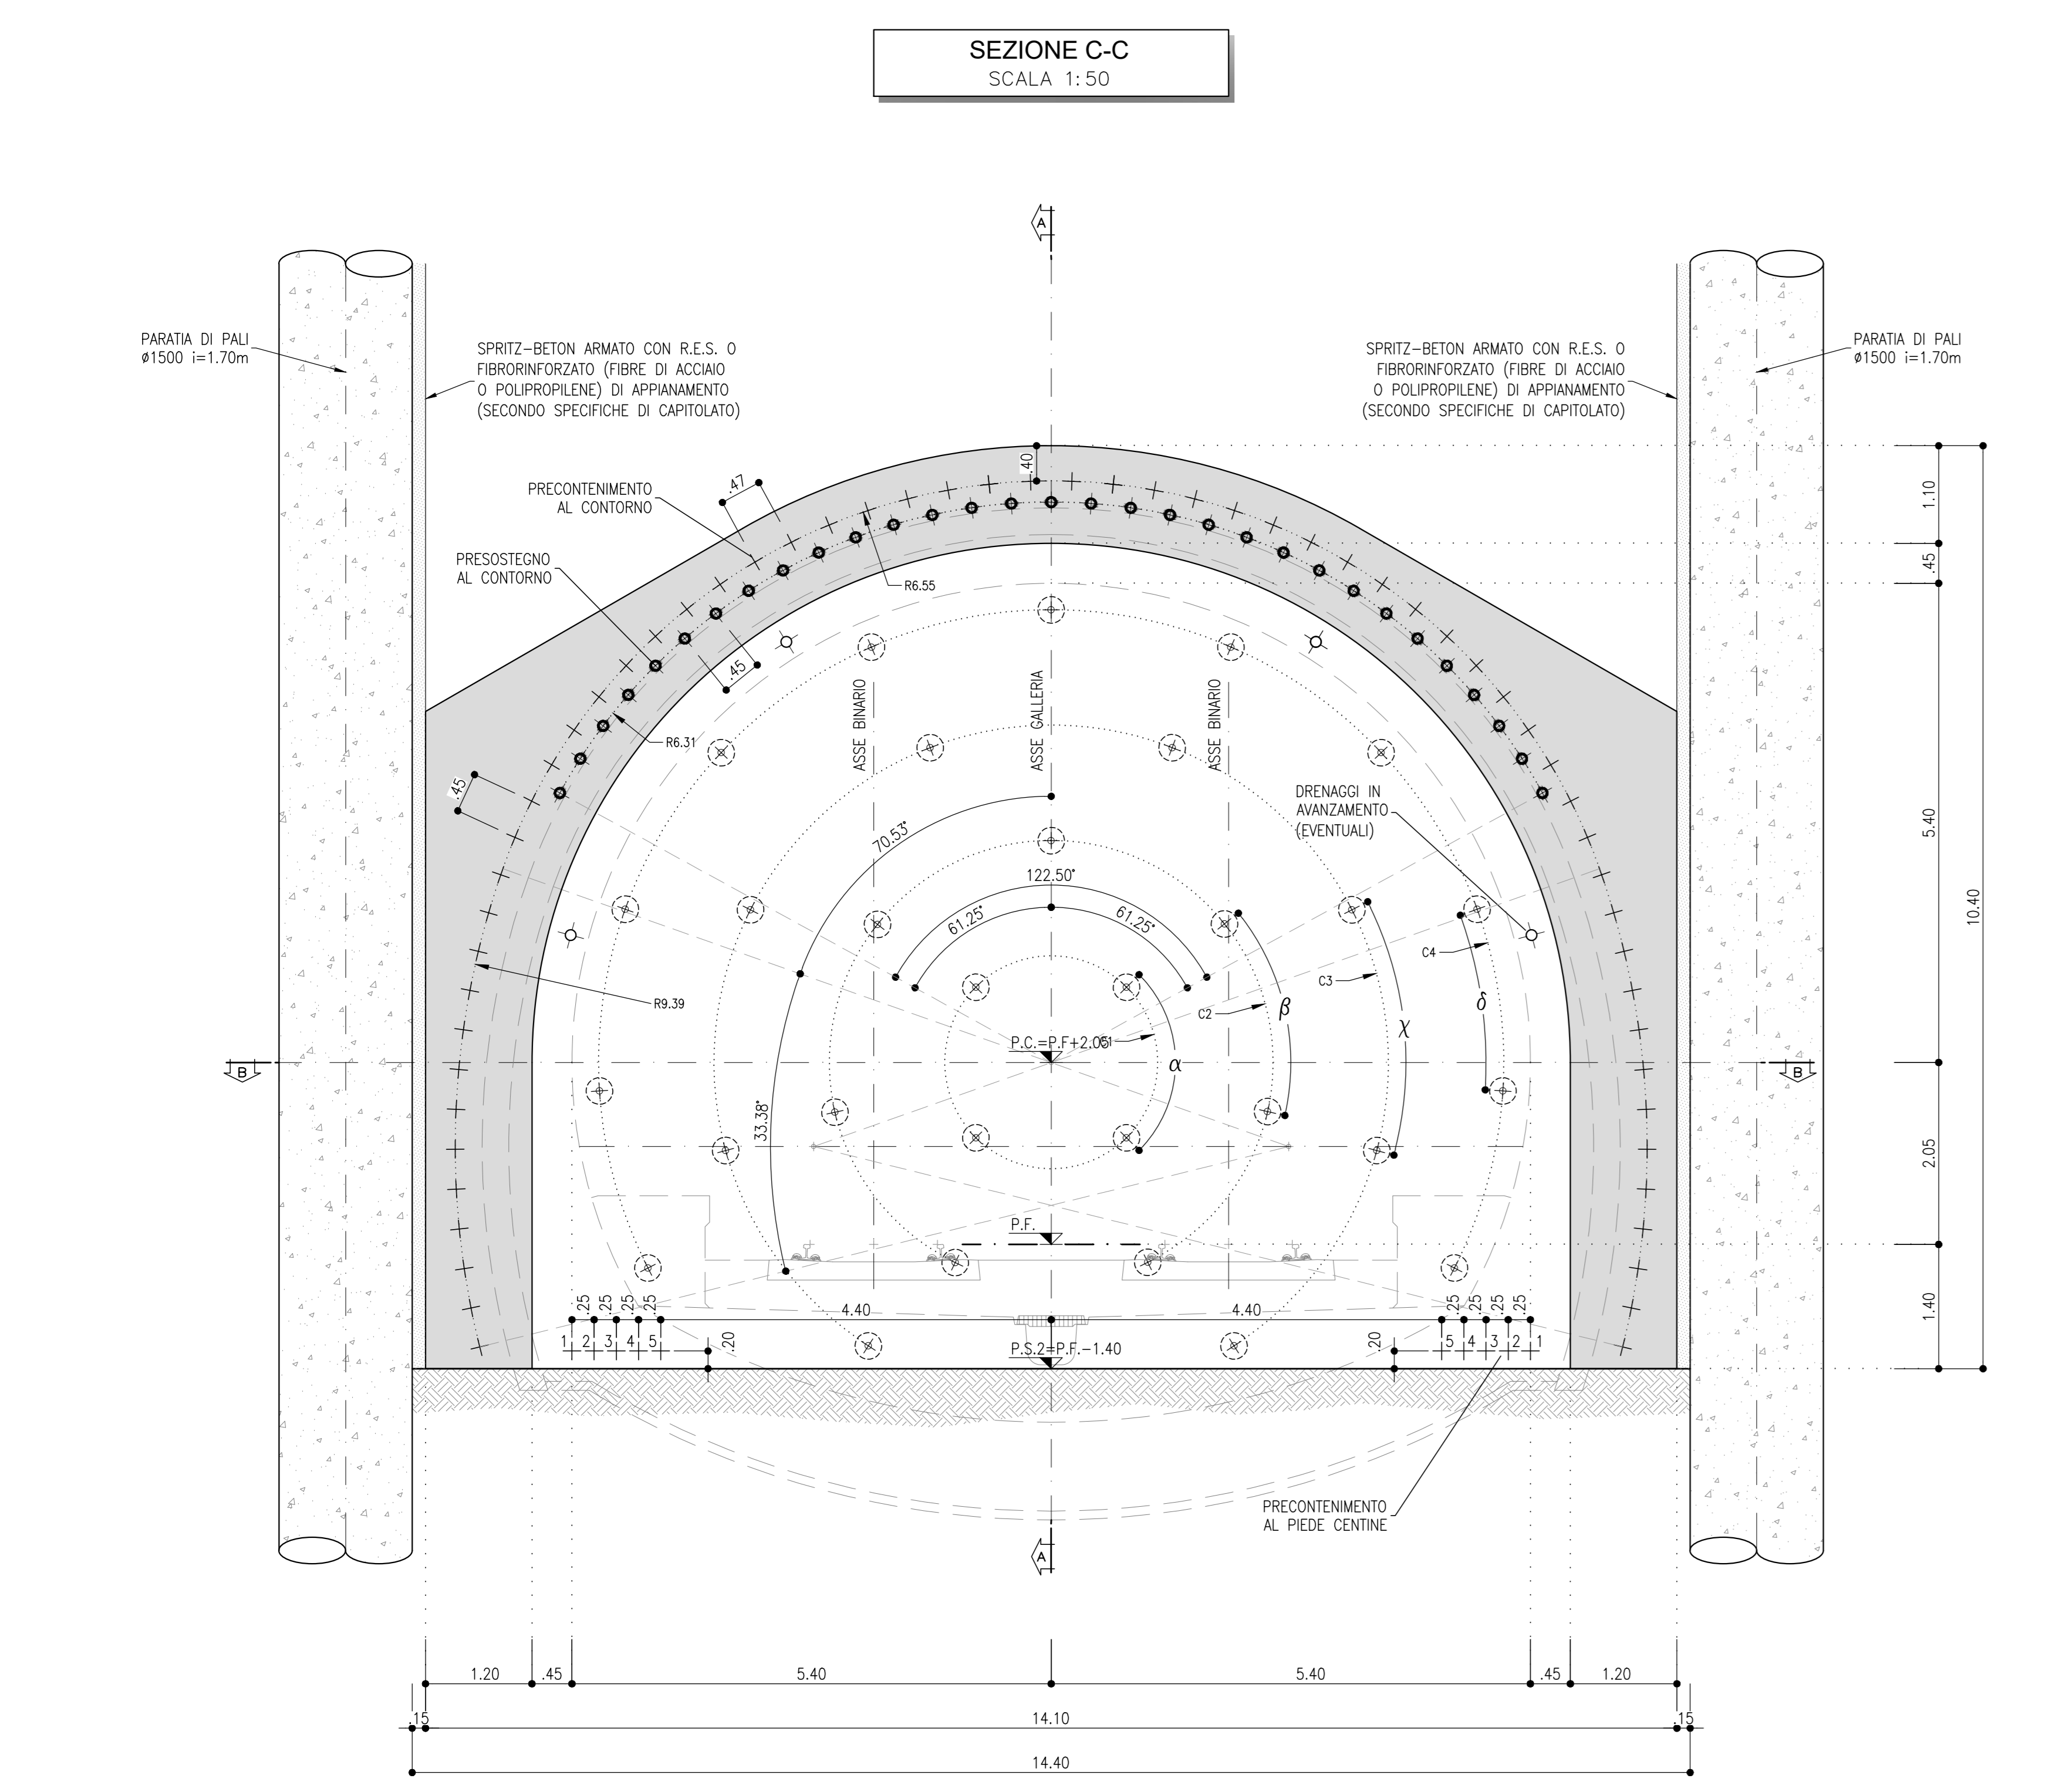 SEZIONE C-C
SCALA 1:50
A
PARATIA DI PALI
ø1500 i=1.70m
SPRITZ-BETON ARMATO CON R.E.S. O
FIBRORINFORZATO (FIBRE DI ACCIAIO
O POLIPROPILENE) DI APPIANAMENTO
(SECONDO SPECIFICHE DI CAPITOLATO)
SPRITZ-BETON ARMATO CON R.E.S. O
FIBRORINFORZATO (FIBRE DI ACCIAIO
O POLIPROPILENE) DI APPIANAMENTO
(SECONDO SPECIFICHE DI CAPITOLATO)
PARATIA DI PALI
ø1500 i=1.70m
PRECONTENIMENTO
AL CONTORNO
PRESOSTEGNO
AL CONTORNO
.47
.40
R6.55
.45
R6.31
.45
R9.39
ASSE BINARIO
ASSE GALLERIA
ASSE BINARIO
DRENAGGI IN
AVANZAMENTO
(EVENTUALI)
70.53°
122.50°
61.25°
61.25°
33.38°
C4
C3
C2
C1
α
β
χ
δ
P.C.=P.F+2.05
B
B
P.F.
.25
.25
.25
.25
4.40
4.40
.25
.25
.25
.25
1
2
3
4
5
.20
P.S.2=P.F.-1.40
.20
5
4
3
2
1
PRECONTENIMENTO
AL PIEDE CENTINE
A
1.10
.45
5.40
10.40
2.05
1.40
1.20
.45
5.40
5.40
.45
1.20
.15
14.10
.15
14.40